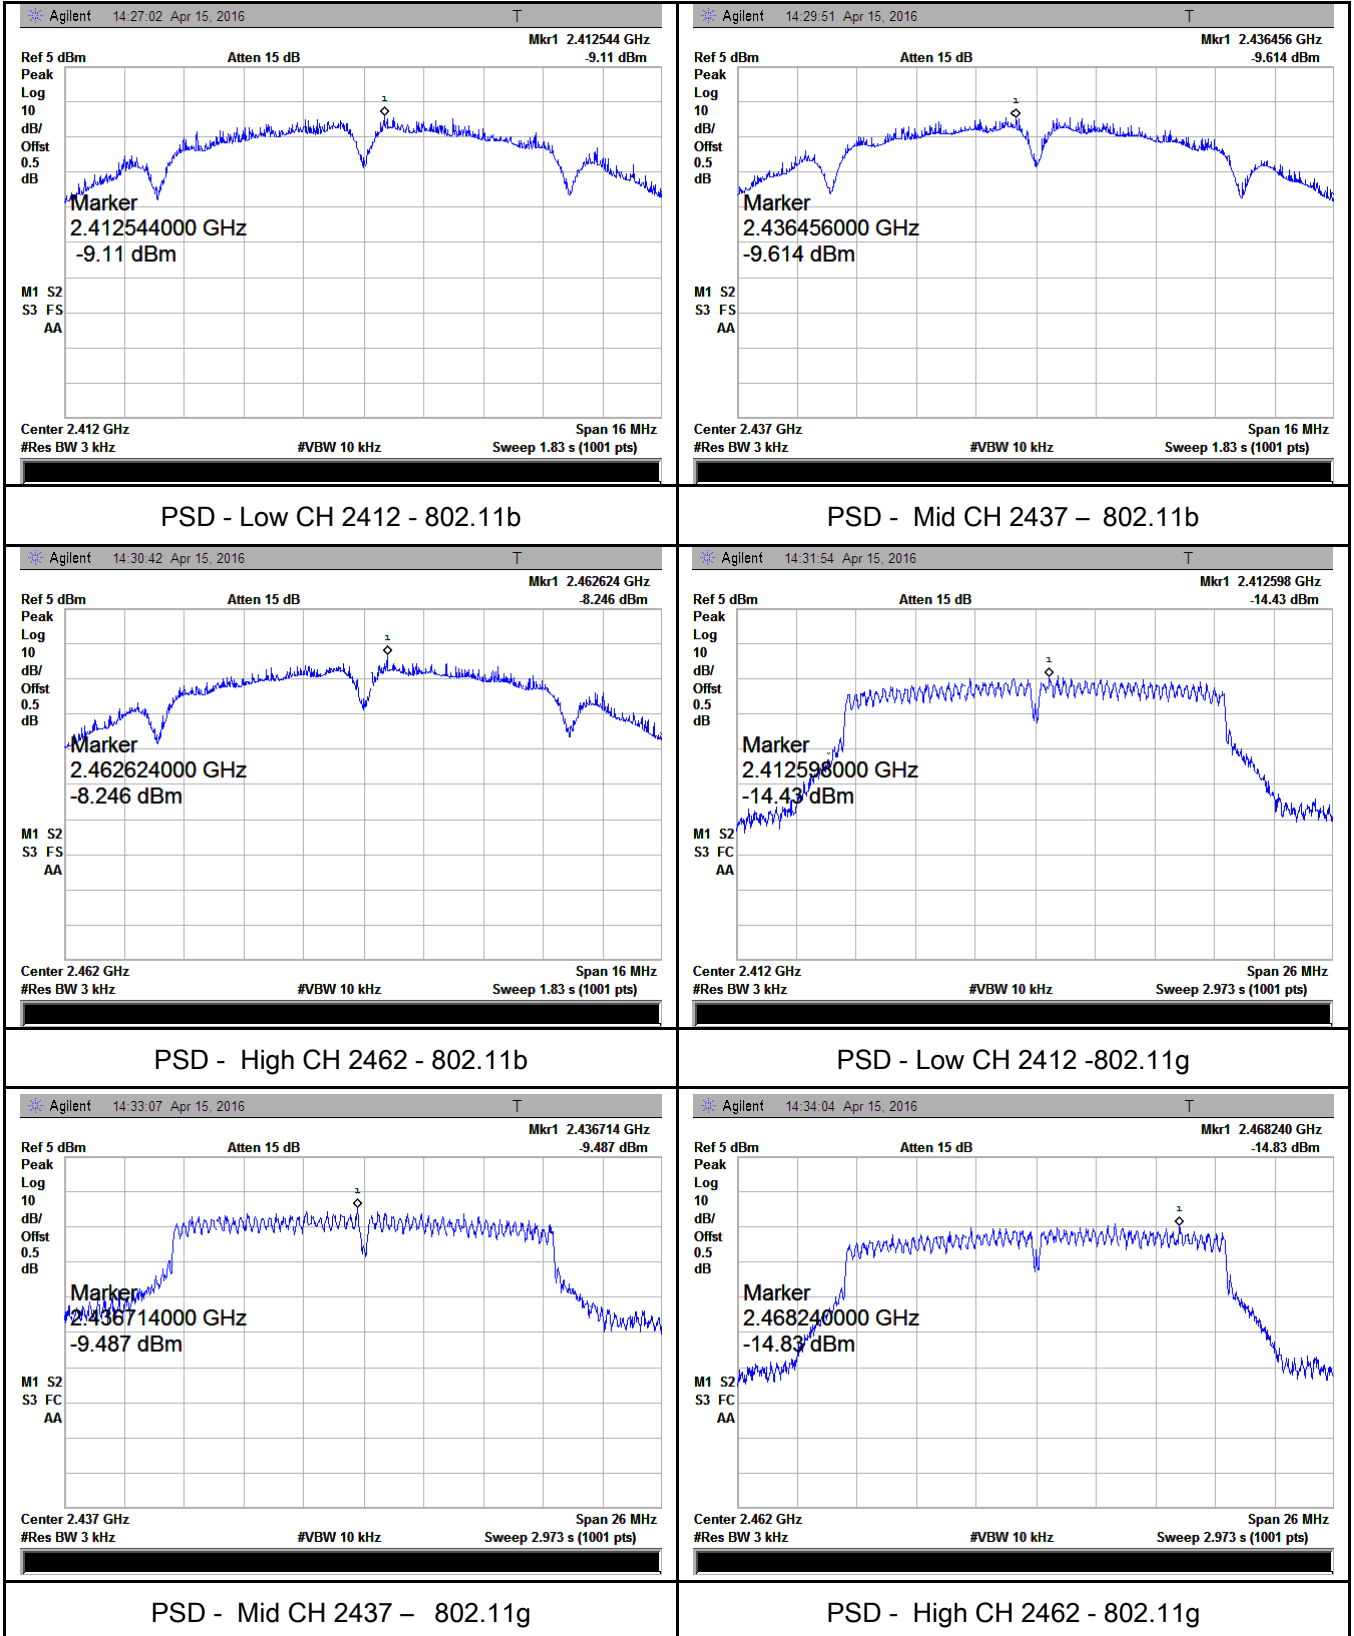 Agilent 14:27:02 Apr 15, 2016 T
Mkr1 2.412544 GHz
Ref 5 dBm Atten 15 dB -9.11 dBm
Peak
Log
10
dB/
Offst
0.5
dB
1
Marker
2.412544000 GHz
-9.11 dBm
M1 S2
S3 FS
AA
Center 2.412 GHz Span 16 MHz
#Res BW 3 kHz #VBW 10 kHz Sweep 1.83 s (1001 pts)
PSD - Low CH 2412 - 802.11b
Agilent 14:29:51 Apr 15, 2016 T
Mkr1 2.436456 GHz
Ref 5 dBm Atten 15 dB -9.614 dBm
Peak
Log
10
dB/
Offst
0.5
dB
1
Marker
2.436456000 GHz
-9.614 dBm
M1 S2
S3 FS
AA
Center 2.437 GHz Span 16 MHz
#Res BW 3 kHz #VBW 10 kHz Sweep 1.83 s (1001 pts)
PSD - Mid CH 2437 – 802.11b
Agilent 14:30:42 Apr 15, 2016 T
Mkr1 2.462624 GHz
Ref 5 dBm Atten 15 dB -8.246 dBm
Peak
Log
10
dB/
Offst
0.5
dB
1
Marker
2.462624000 GHz
-8.246 dBm
M1 S2
S3 FS
AA
Center 2.462 GHz Span 16 MHz
#Res BW 3 kHz #VBW 10 kHz Sweep 1.83 s (1001 pts)
PSD - High CH 2462 - 802.11b
Agilent 14:31:54 Apr 15, 2016 T
Mkr1 2.412598 GHz
Ref 5 dBm Atten 15 dB -14.43 dBm
Peak
Log
10
dB/
Offst
0.5
dB
1
Marker
2.412598000 GHz
-14.43 dBm
M1 S2
S3 FC
AA
Center 2.412 GHz Span 26 MHz
#Res BW 3 kHz #VBW 10 kHz Sweep 2.973 s (1001 pts)
PSD - Low CH 2412 -802.11g
Agilent 14:33:07 Apr 15, 2016 T
Mkr1 2.436714 GHz
Ref 5 dBm Atten 15 dB -9.487 dBm
Peak
Log
10
dB/
Offst
0.5
dB
1
Marker
2.436714000 GHz
-9.487 dBm
M1 S2
S3 FC
AA
Center 2.437 GHz Span 26 MHz
#Res BW 3 kHz #VBW 10 kHz Sweep 2.973 s (1001 pts)
PSD - Mid CH 2437 – 802.11g
Agilent 14:34:04 Apr 15, 2016 T
Mkr1 2.468240 GHz
Ref 5 dBm Atten 15 dB -14.83 dBm
Peak
Log
10
dB/
Offst
0.5
dB
1
Marker
2.468240000 GHz
-14.83 dBm
M1 S2
S3 FC
AA
Center 2.462 GHz Span 26 MHz
#Res BW 3 kHz #VBW 10 kHz Sweep 2.973 s (1001 pts)
PSD - High CH 2462 - 802.11g